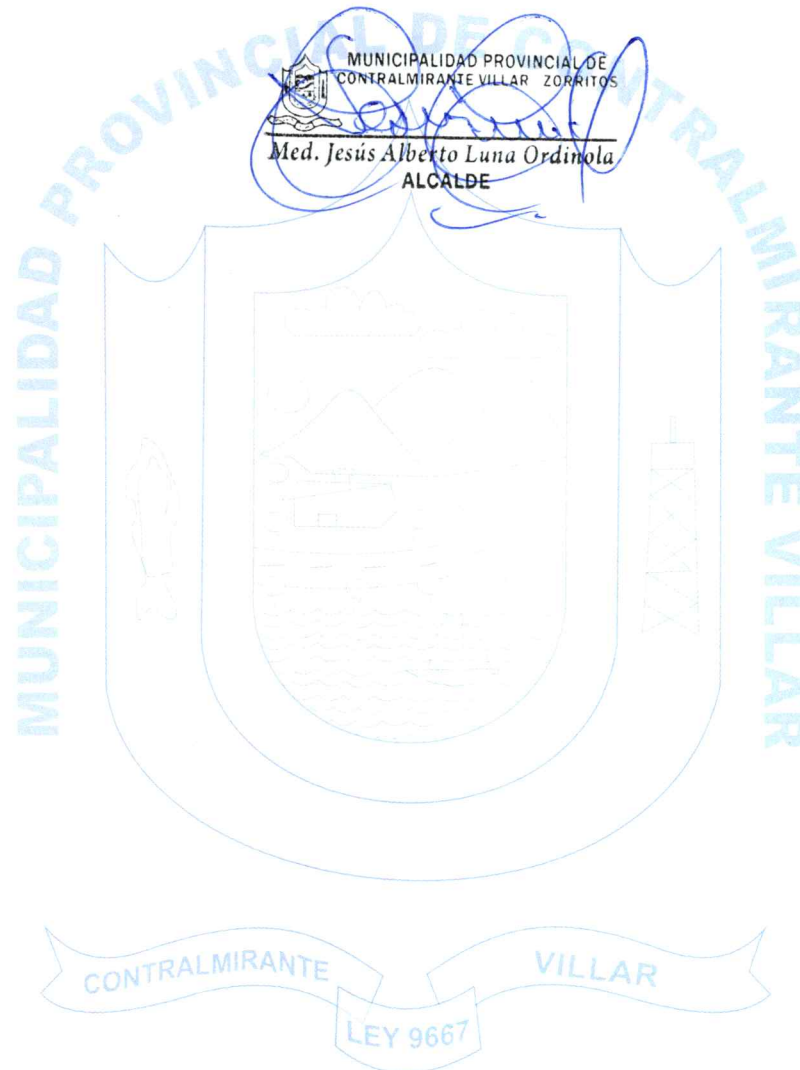 MUNICIPALIDAD PROVINCIAL DE CONTRALMIRANTE VILLAR
MUNICIPALIDAD PROVINCIAL DE
CONTRALMIRANTE VILLAR ZORRITOS
Med. Jesús Alberto Luna Ordinola
ALCALDE
CONTRALMIRANTE VILLAR
LEY 9667